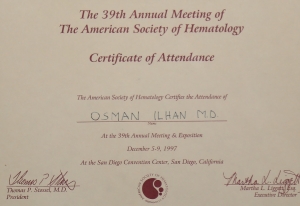 The 39th Annual Meeting of
The American Society of Hematology
Certificate of Attendance
The American Society of Hematology Certifies the Attendance of
OSMAN ILHAN M.D
At the 39th Annual Meeting & Exposition
December 5-9, 1997
At the San Diego Convention Center, San Diego, California
Thomas P. Stossel, M.D.
President
Martha L. Liggett, Esq.
Executive Director